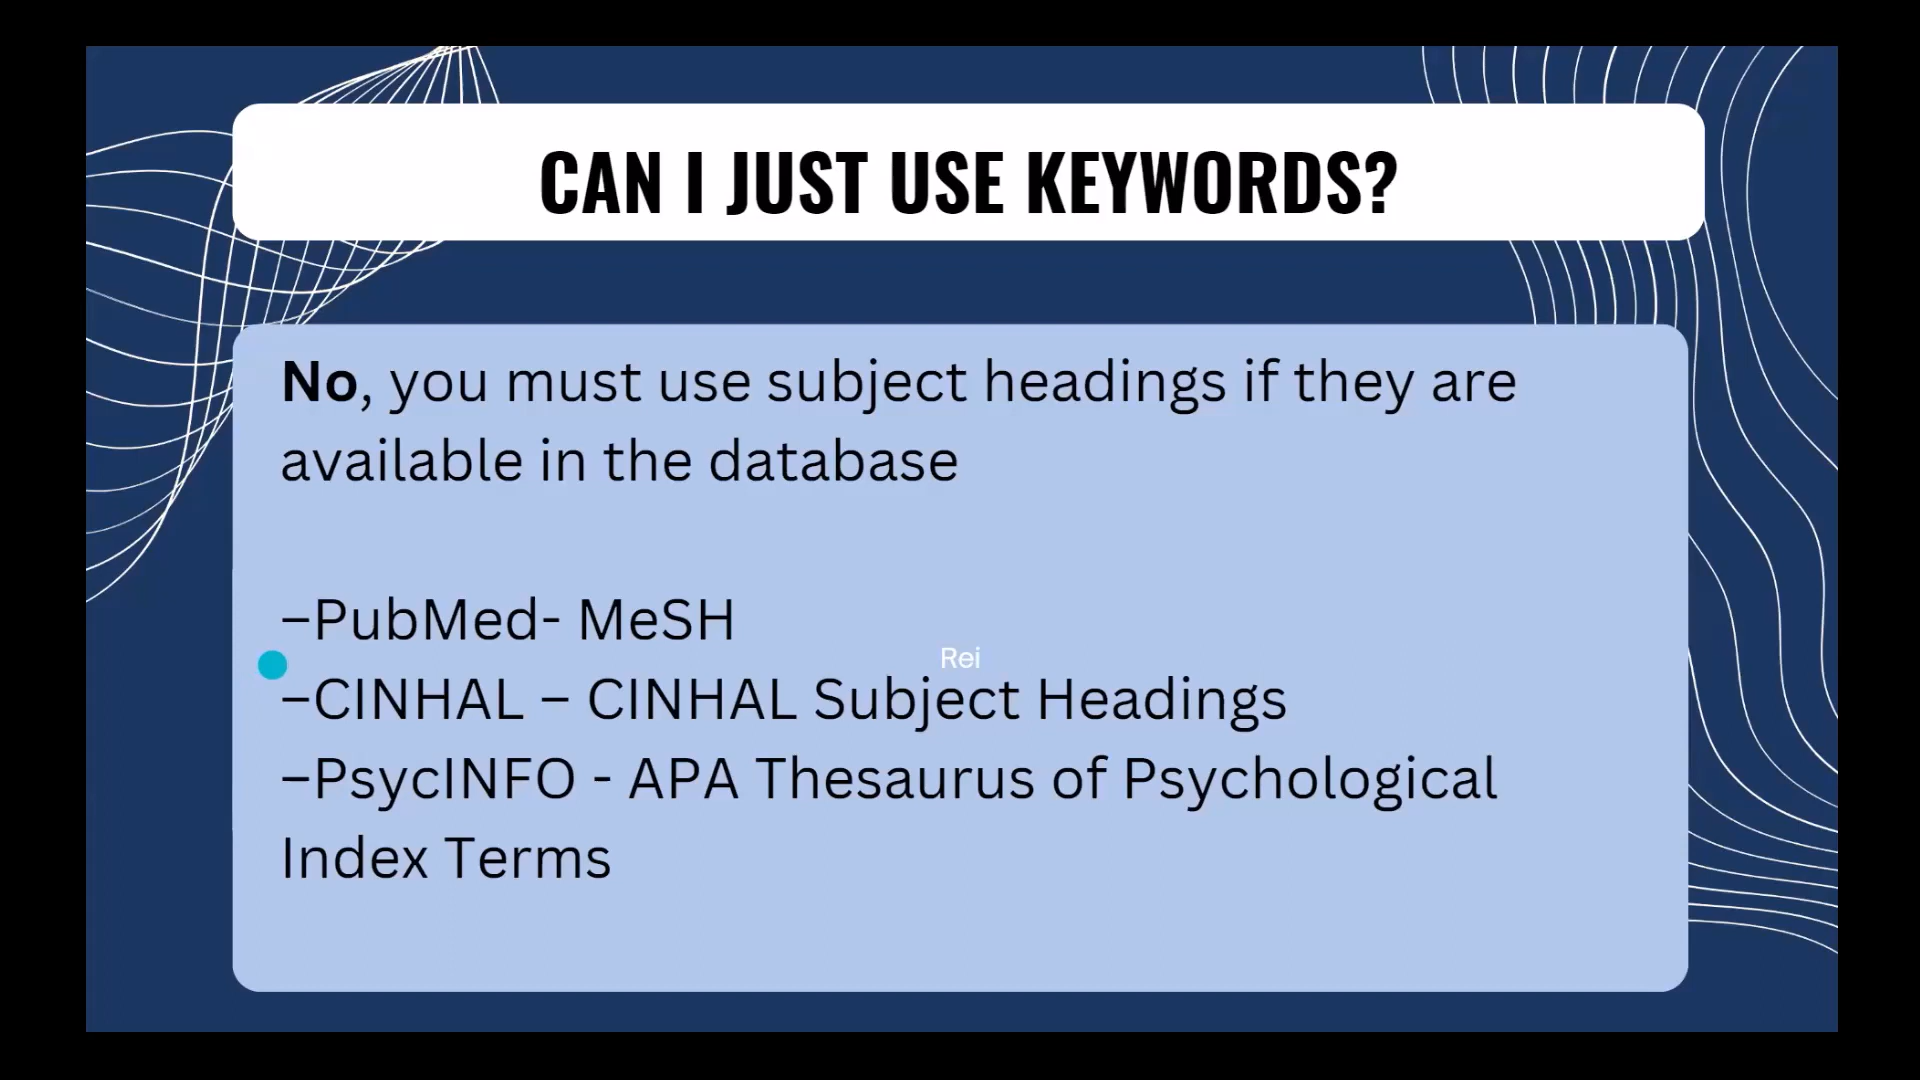 CAN I JUST USE KEYWORDS?
No, you must use subject headings if they are
available in the database
–PubMed- MeSH
Rei
–CINHAL – CINHAL Subject Headings
–PsycINFO - APA Thesaurus of Psychological
Index Terms